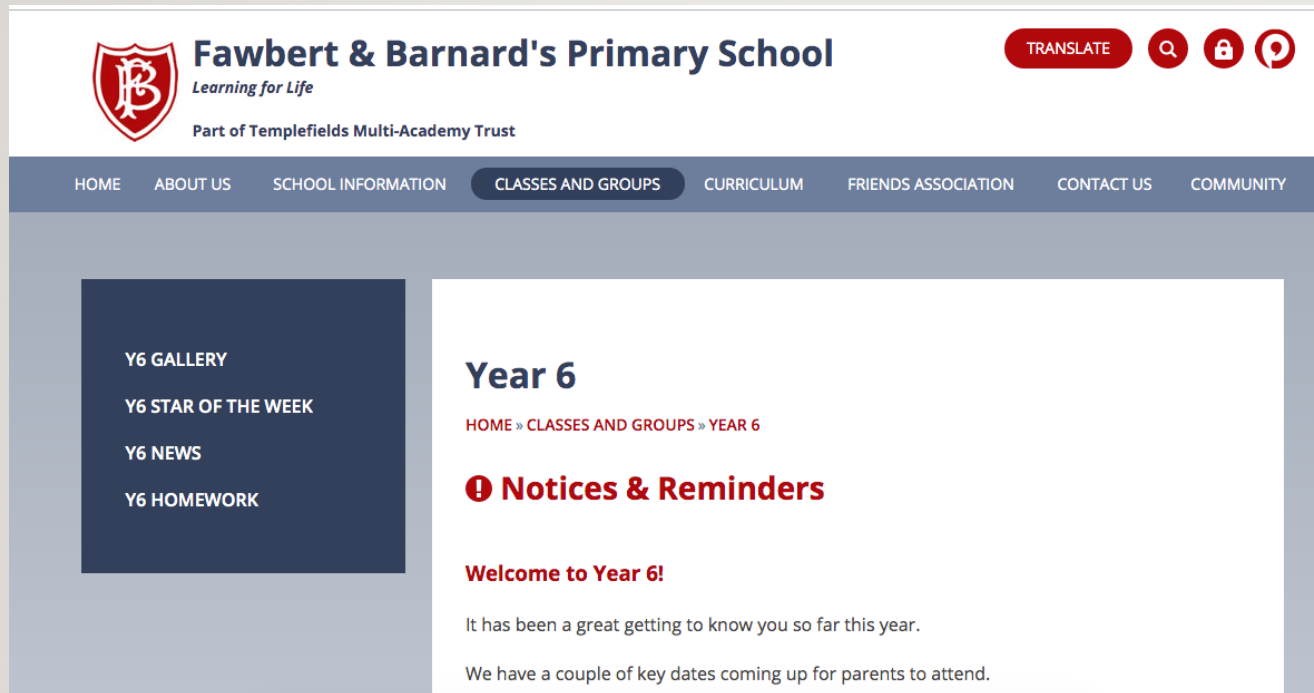 Fawbert & Barnard's Primary School
Learning for Life
Part of Templefields Multi-Academy Trust
TRANSLATE
HOME ABOUT US SCHOOL INFORMATION CLASSES AND GROUPS CURRICULUM FRIENDS ASSOCIATION CONTACT US COMMUNITY
Y6 GALLERY
Y6 STAR OF THE WEEK
Y6 NEWS
Y6 HOMEWORK
Year 6
HOME » CLASSES AND GROUPS » YEAR 6
Notices & Reminders
Welcome to Year 6!
It has been a great getting to know you so far this year.
We have a couple of key dates coming up for parents to attend.